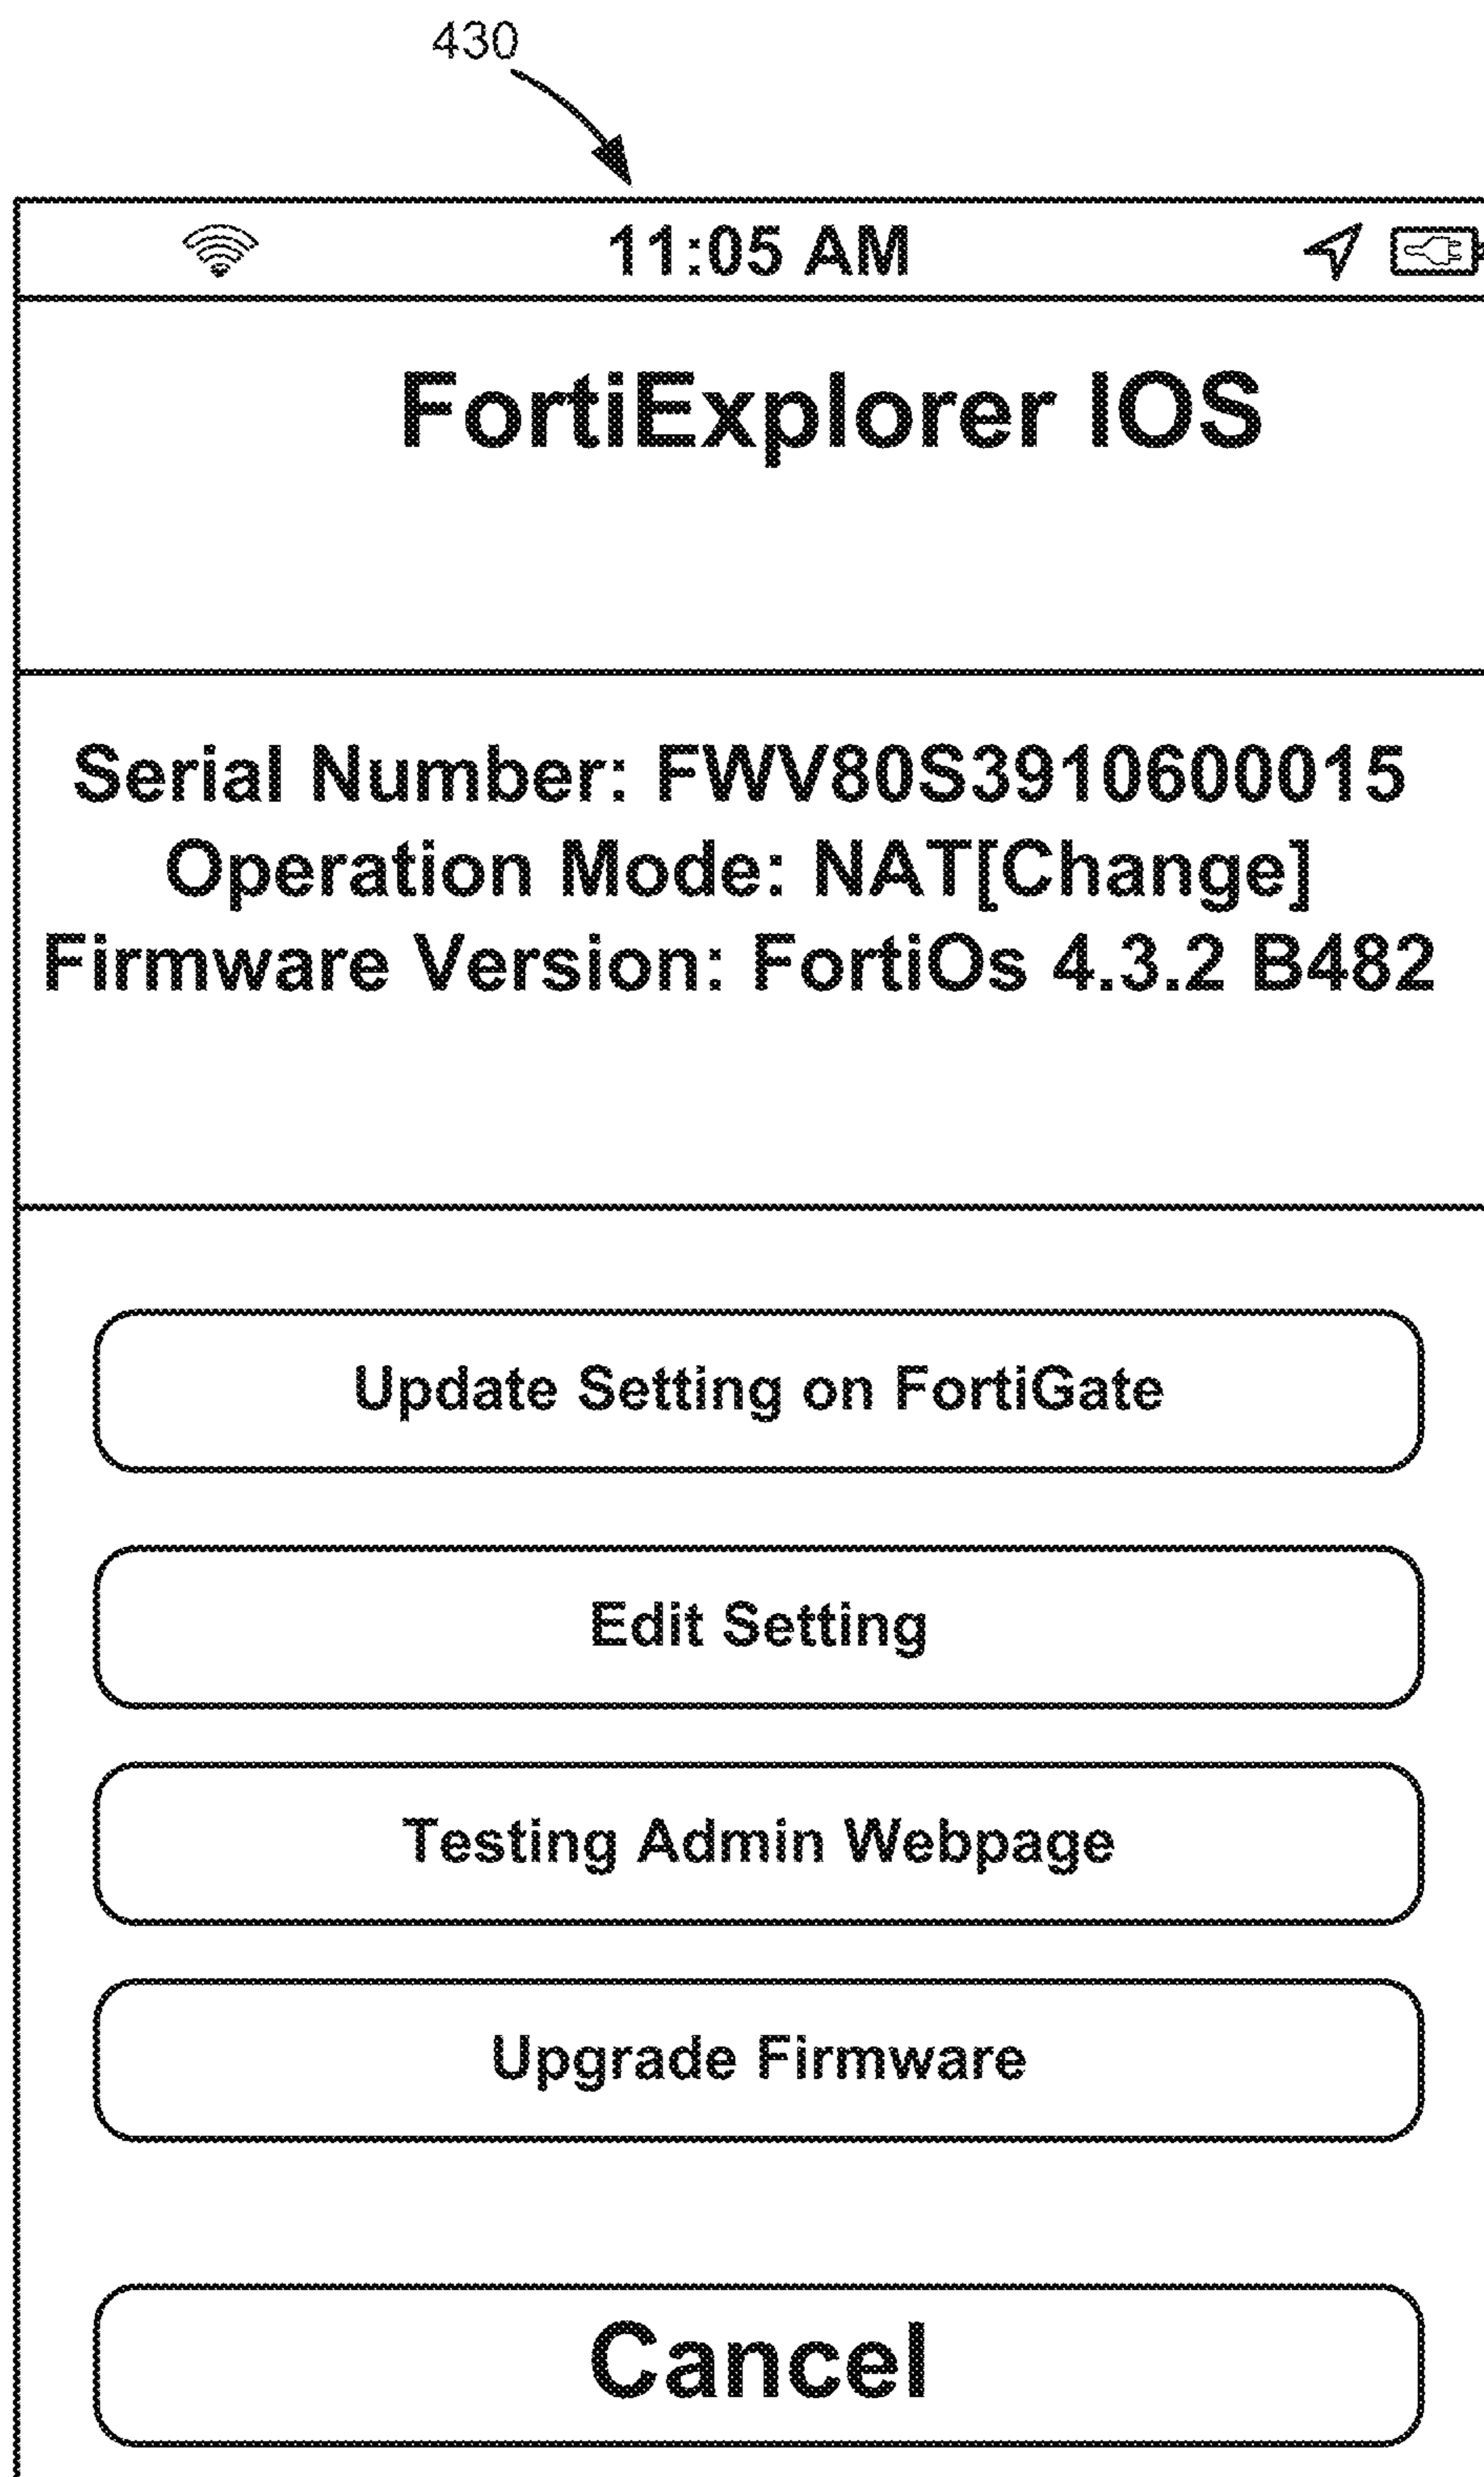 430
11:05 AM
FortiExplorer IOS
Serial Number: FWV80S3910600015
Operation Mode: NAT[Change]
Firmware Version: FortiOs 4.3.2 B482
Update Setting on FortiGate
Edit Setting
Testing Admin Webpage
Upgrade Firmware
Cancel